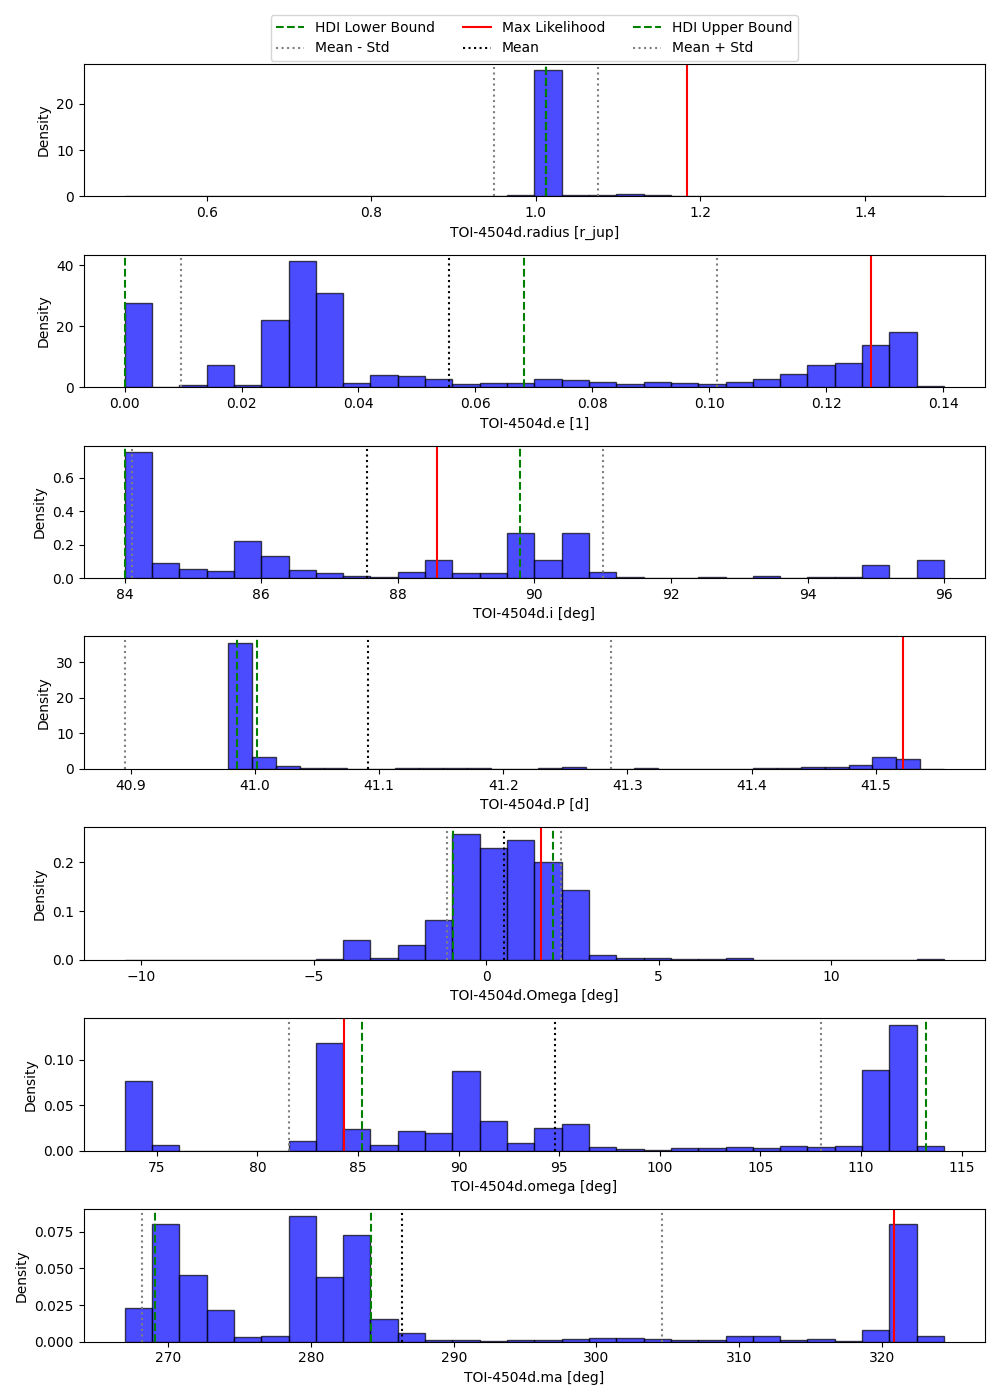 HDI Lower Bound Max Likelihood HDI Upper Bound
Mean - Std Mean Mean + Std
Density
20
10
0
0.6 0.8 1.0 1.2 1.4
TOI-4504d.radius [r_jup]
Density
40
20
0
0.00 0.02 0.04 0.06 0.08 0.10 0.12 0.14
TOI-4504d.e [1]
Density
0.6
0.4
0.2
0.0
84 86 88 90 92 94 96
TOI-4504d.i [deg]
Density
30
20
10
0
40.9 41.0 41.1 41.2 41.3 41.4 41.5
TOI-4504d.P [d]
Density
0.2
0.1
0.0
−10 −5 0 5 10
TOI-4504d.Omega [deg]
Density
0.10
0.05
0.00
75 80 85 90 95 100 105 110 115
TOI-4504d.omega [deg]
Density
0.075
0.050
0.025
0.000
270 280 290 300 310 320
TOI-4504d.ma [deg]